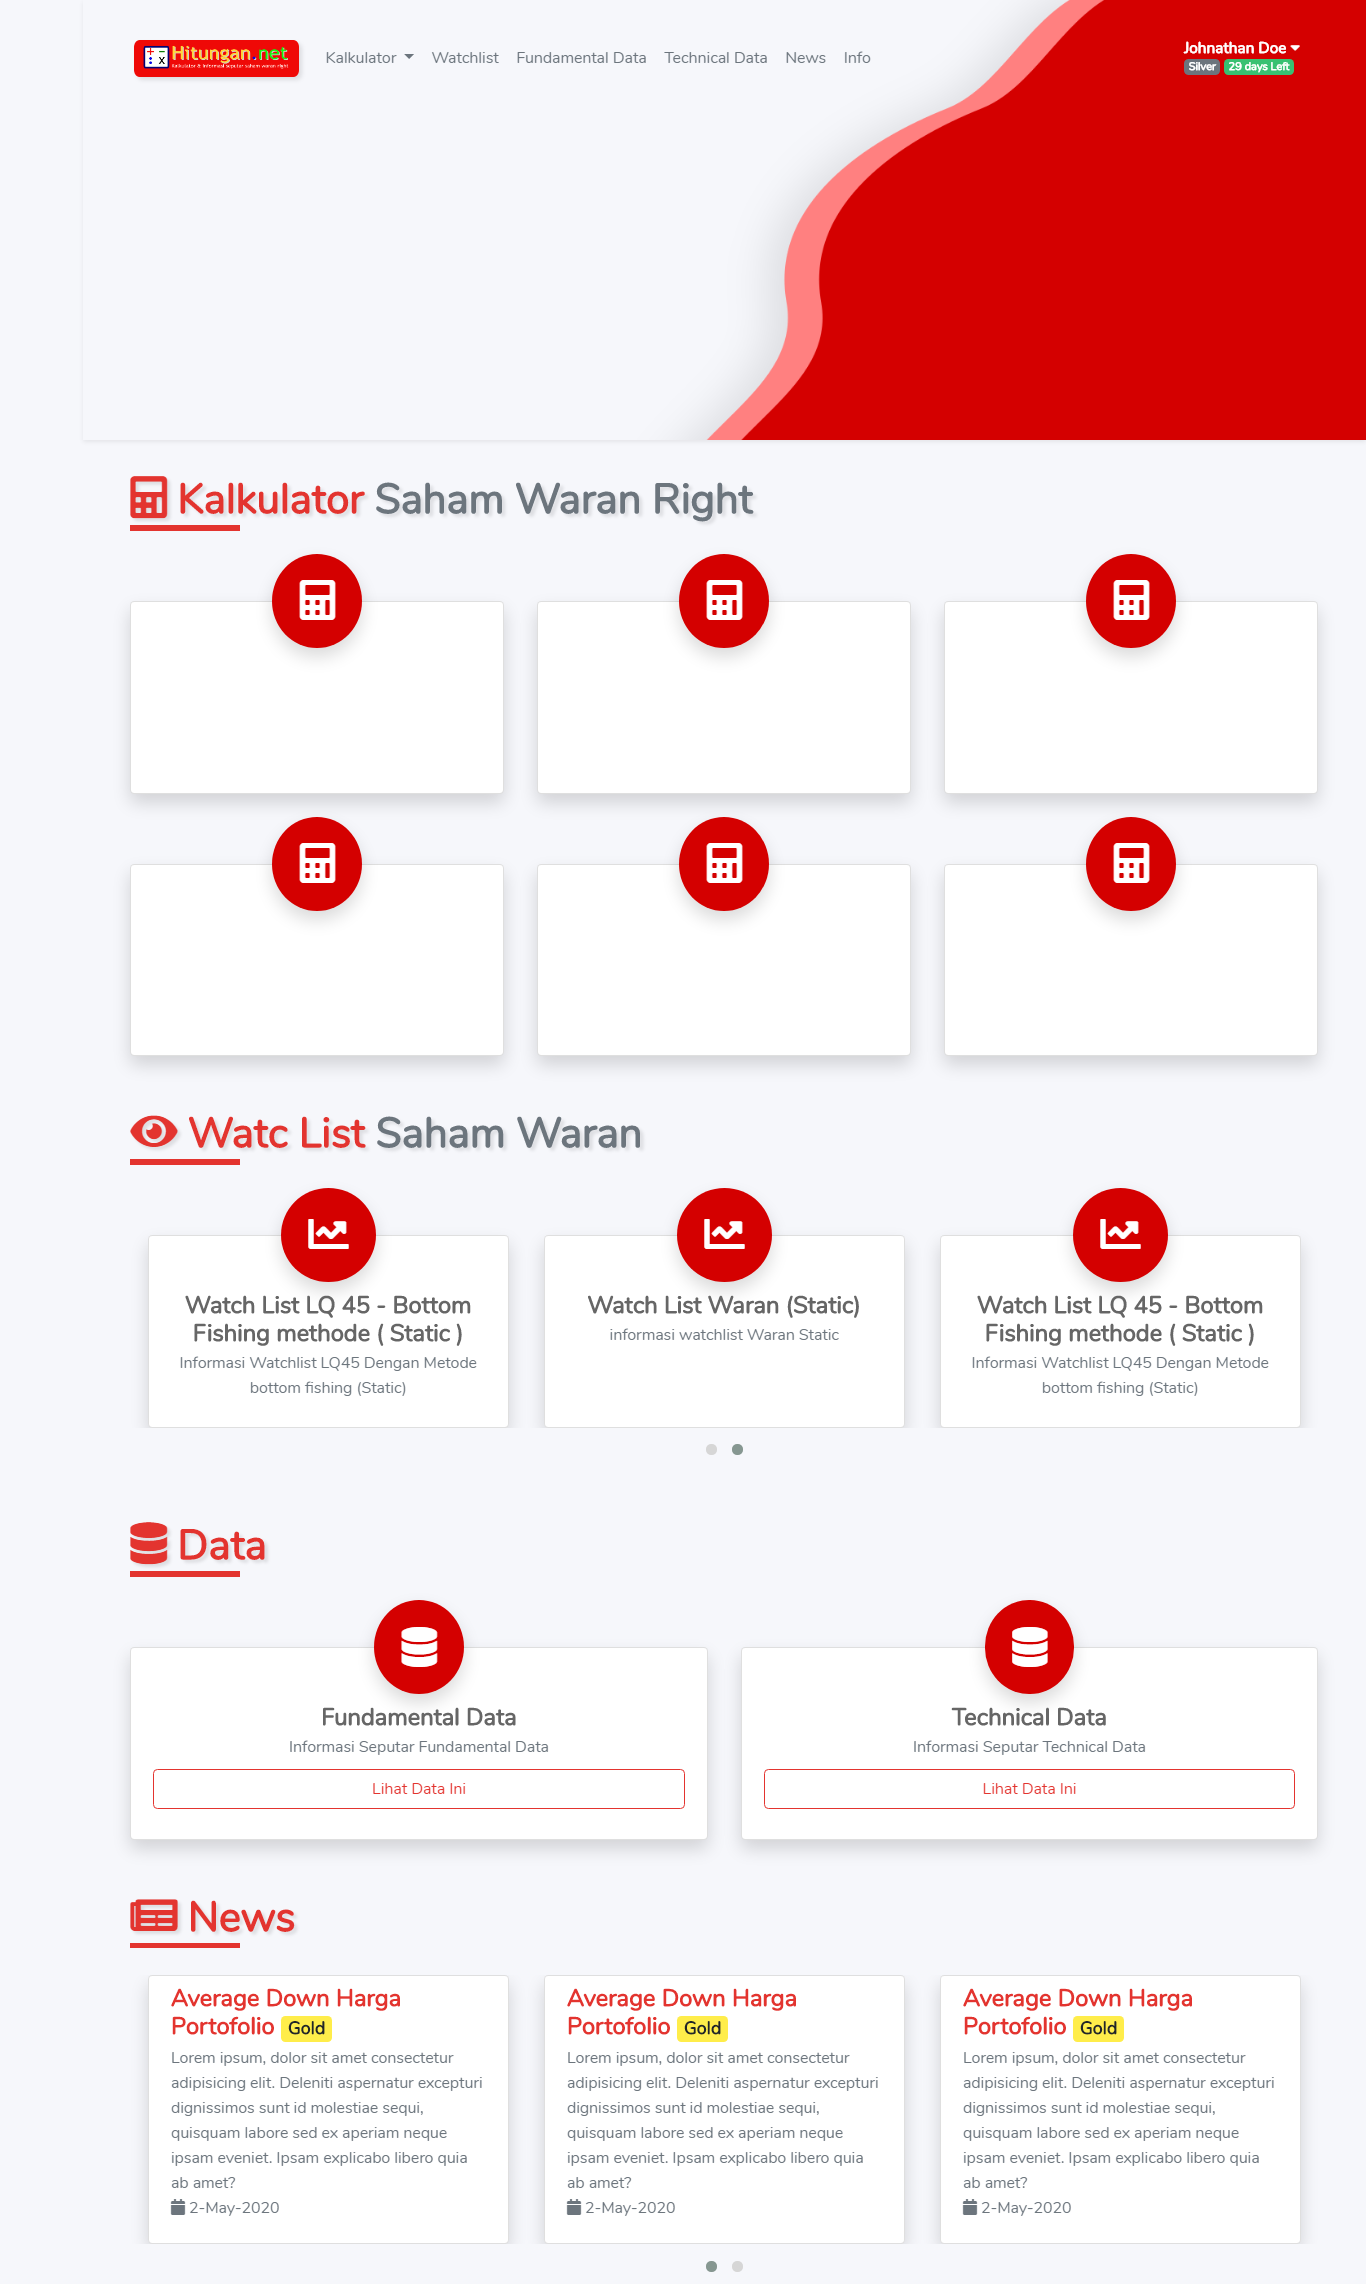 Hitungan.net
Kalkulator & Informasi seputar saham waran right
Kalkulator
Watchlist
Fundamental Data
Technical Data
News
Info
Johnathan Doe
Silver
29 days Left
Kalkulator Saham Waran Right
Watc List Saham Waran
Watch List LQ 45 - Bottom
Fishing methode ( Static )
Informasi Watchlist LQ45 Dengan Metode
bottom fishing (Static)
Watch List Waran (Static)
informasi watchlist Waran Static
Watch List LQ 45 - Bottom
Fishing methode ( Static )
Informasi Watchlist LQ45 Dengan Metode
bottom fishing (Static)
Data
Fundamental Data
Informasi Seputar Fundamental Data
Lihat Data Ini
Technical Data
Informasi Seputar Technical Data
Lihat Data Ini
News
Average Down Harga
Portofolio Gold
Lorem ipsum, dolor sit amet consectetur
adipisicing elit. Deleniti aspernatur excepturi
dignissimos sunt id molestiae sequi,
quisquam labore sed ex aperiam neque
ipsam eveniet. Ipsam explicabo libero quia
ab amet?
2-May-2020
Average Down Harga
Portofolio Gold
Lorem ipsum, dolor sit amet consectetur
adipisicing elit. Deleniti aspernatur excepturi
dignissimos sunt id molestiae sequi,
quisquam labore sed ex aperiam neque
ipsam eveniet. Ipsam explicabo libero quia
ab amet?
2-May-2020
Average Down Harga
Portofolio Gold
Lorem ipsum, dolor sit amet consectetur
adipisicing elit. Deleniti aspernatur excepturi
dignissimos sunt id molestiae sequi,
quisquam labore sed ex aperiam neque
ipsam eveniet. Ipsam explicabo libero quia
ab amet?
2-May-2020